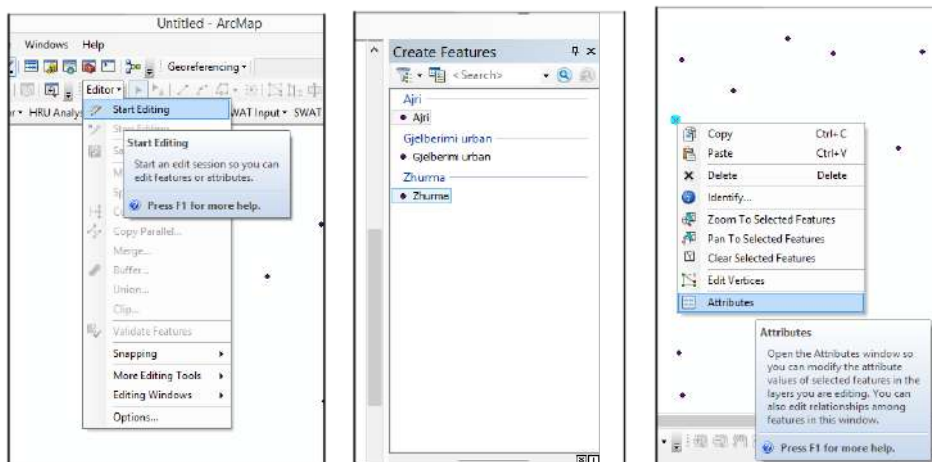 Untitled - ArcMap
Windows Help
Georeferencing
Editor
HRU Analy
WAT Input SWAT
Start Editing
Start Editing
Start an edit session so you can
edit features or attributes.
Press F1 for more help.
Copy Parallel...
Merge...
Buffer...
Union...
Clip...
Validate Features
Snapping
More Editing Tools
Editing Windows
Options...
Create Features
<Search>
Ajri
Ajri
Gjelberimi urban
Gjelberimi urban
Zhurma
Zhurme
Copy Ctrl+C
Paste Ctrl+V
Delete Delete
Identify...
Zoom To Selected Features
Pan To Selected Features
Clear Selected Features
Edit Vertices
Attributes
Attributes
Open the Attributes window so
you can modify the attribute
values of selected features in the
layers you are editing. You can
also edit relationships among
features in this window.
Press F1 for more help.